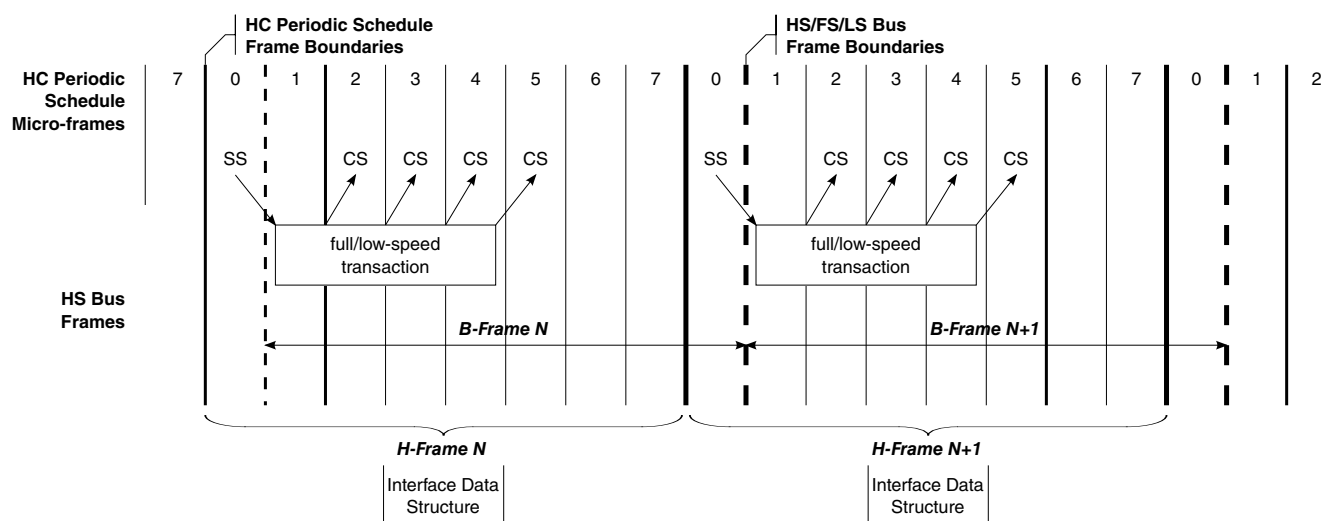 HC Periodic Schedule
Frame Boundaries
HS/FS/LS Bus
Frame Boundaries
HC Periodic
Schedule
Micro-frames
7 0 1 2 3 4 5 6 7 0 1 2 3 4 5 6 7 0 1 2
SS CS CS CS CS SS CS CS CS CS
full/low-speed
transaction
full/low-speed
transaction
HS Bus
Frames
B-Frame N
B-Frame N+1
H-Frame N
H-Frame N+1
Interface Data
Structure
Interface Data
Structure